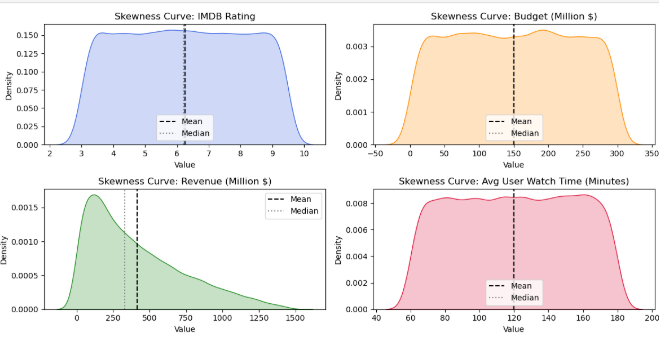 Skewness Curve: IMDB Rating
Density
0.150
0.125
0.100
0.075
0.050
0.025
0.000
Mean
Median
2 3 4 5 6 7 8 9 10
Value
Skewness Curve: Budget (Million $)
Density
0.003
0.002
0.001
0.000
Mean
Median
−50 0 50 100 150 200 250 300 350
Value
Skewness Curve: Revenue (Million $)
Density
0.0015
0.0010
0.0005
0.0000
Mean
Median
0 250 500 750 1000 1250 1500
Value
Skewness Curve: Avg User Watch Time (Minutes)
Density
0.008
0.006
0.004
0.002
0.000
Mean
Median
40 60 80 100 120 140 160 180 200
Value